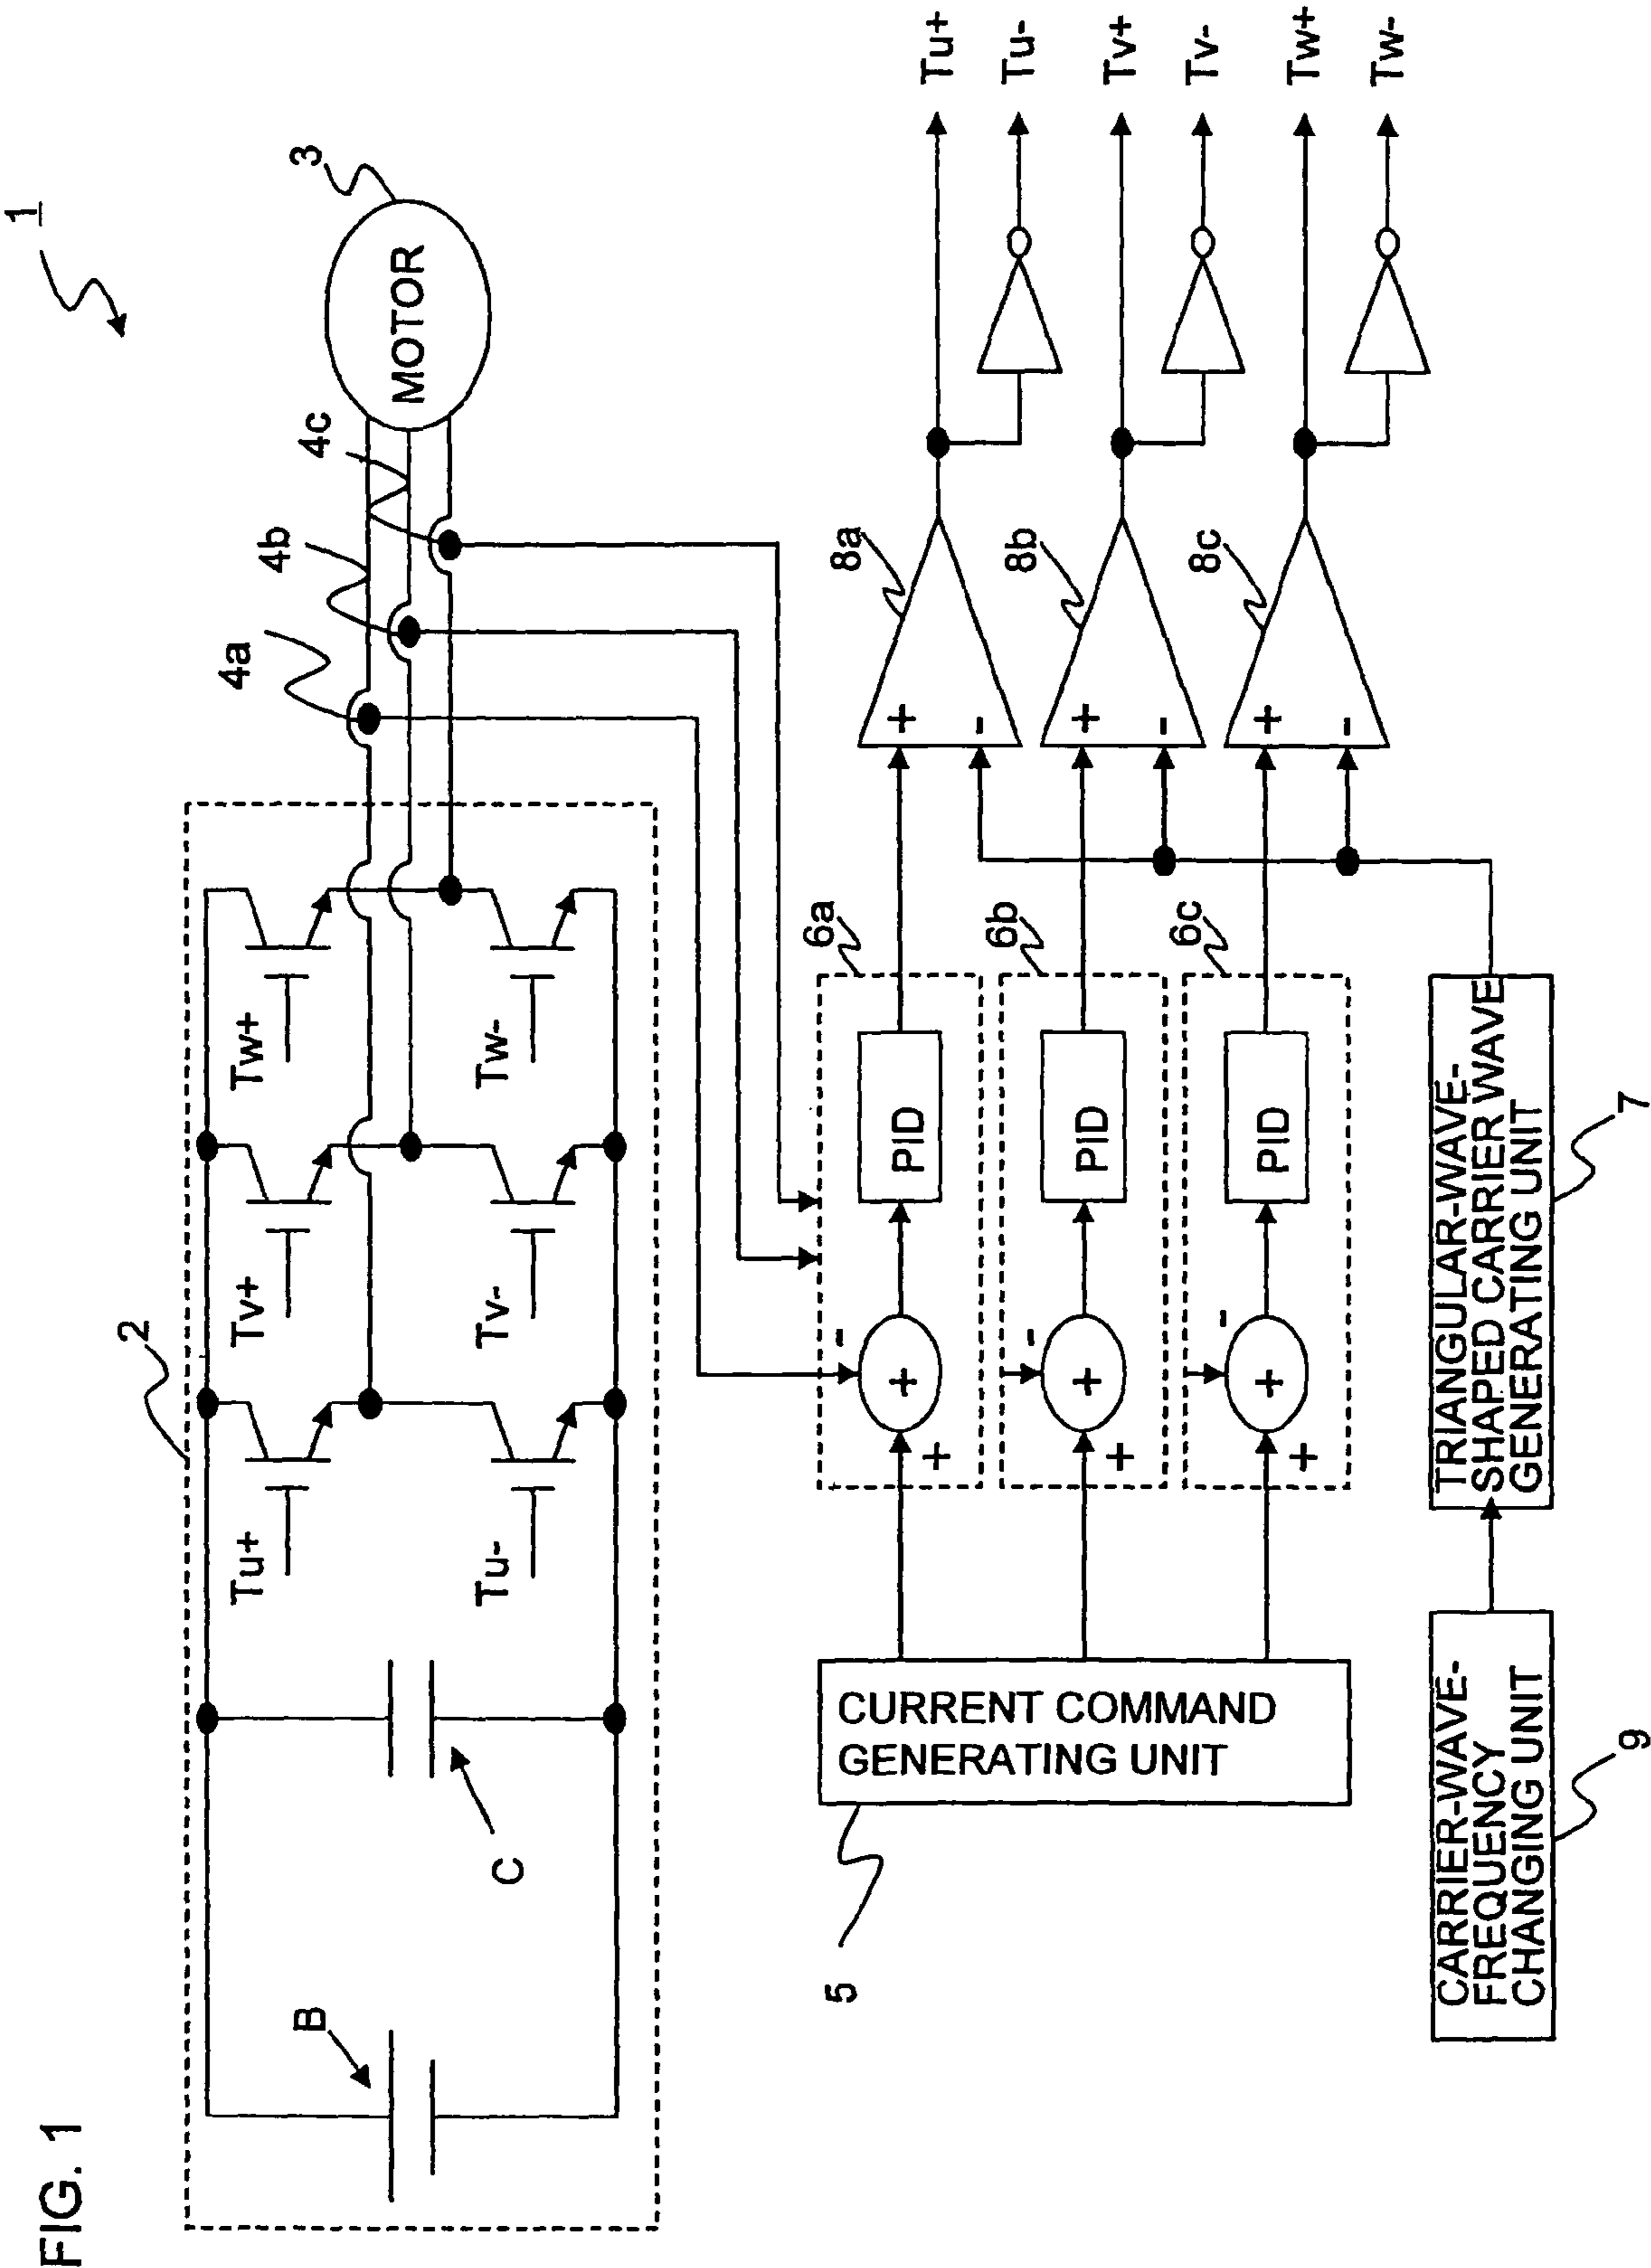 FIG. 1
1
2
B
C
Tu+
Tv+
Tw+
Tu-
Tv-
Tw-
4a
4b
4c
3
MOTOR
5
CURRENT COMMAND
GENERATING UNIT
6a
-
+
+
PID
6b
-
+
+
PID
6c
-
+
+
PID
8a
+
-
8b
+
-
8c
+
-
Tu+
Tu-
Tv+
Tv-
Tw+
Tw-
CARRIER-WAVE-
FREQUENCY
CHANGING UNIT
9
TRIANGULAR-WAVE-
SHAPED CARRIER WAVE
GENERATING UNIT
7